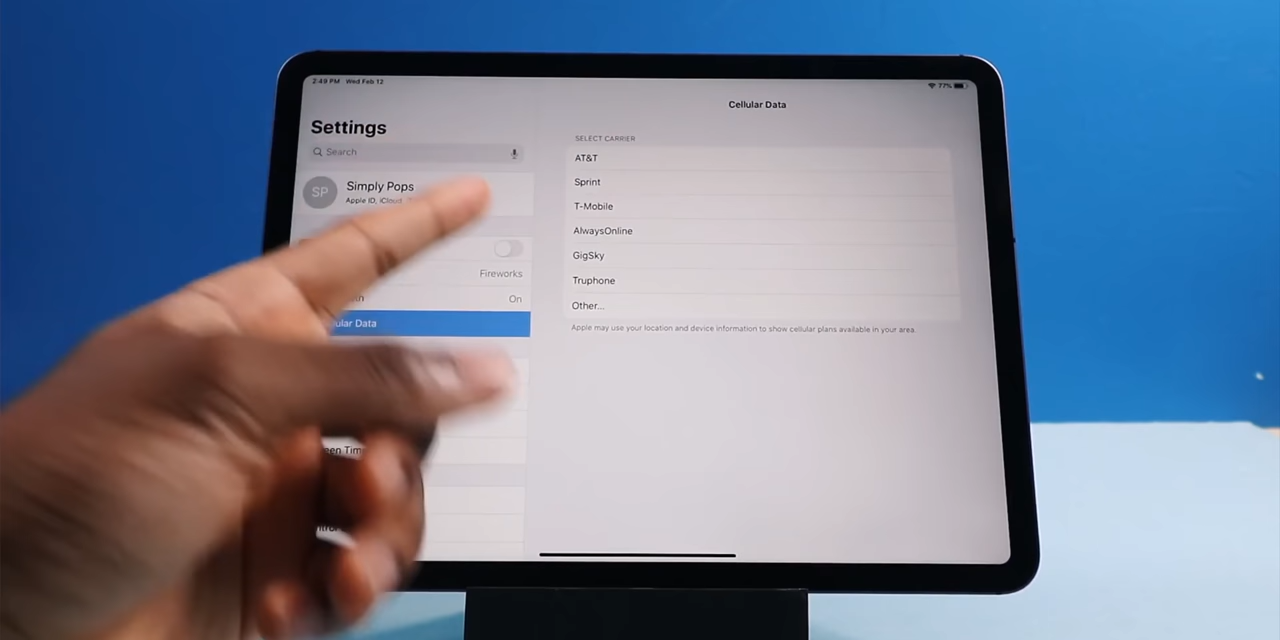 2:49 PM Wed Feb 12
77%
Settings
Search
SP
Simply Pops
Apple ID, iCloud
Fireworks
On
ular Data
Cellular Data
SELECT CARRIER
AT&T
Sprint
T-Mobile
AlwaysOnline
GigSky
Truphone
Other...
Apple may use your location and device information to show cellular plans available in your area.